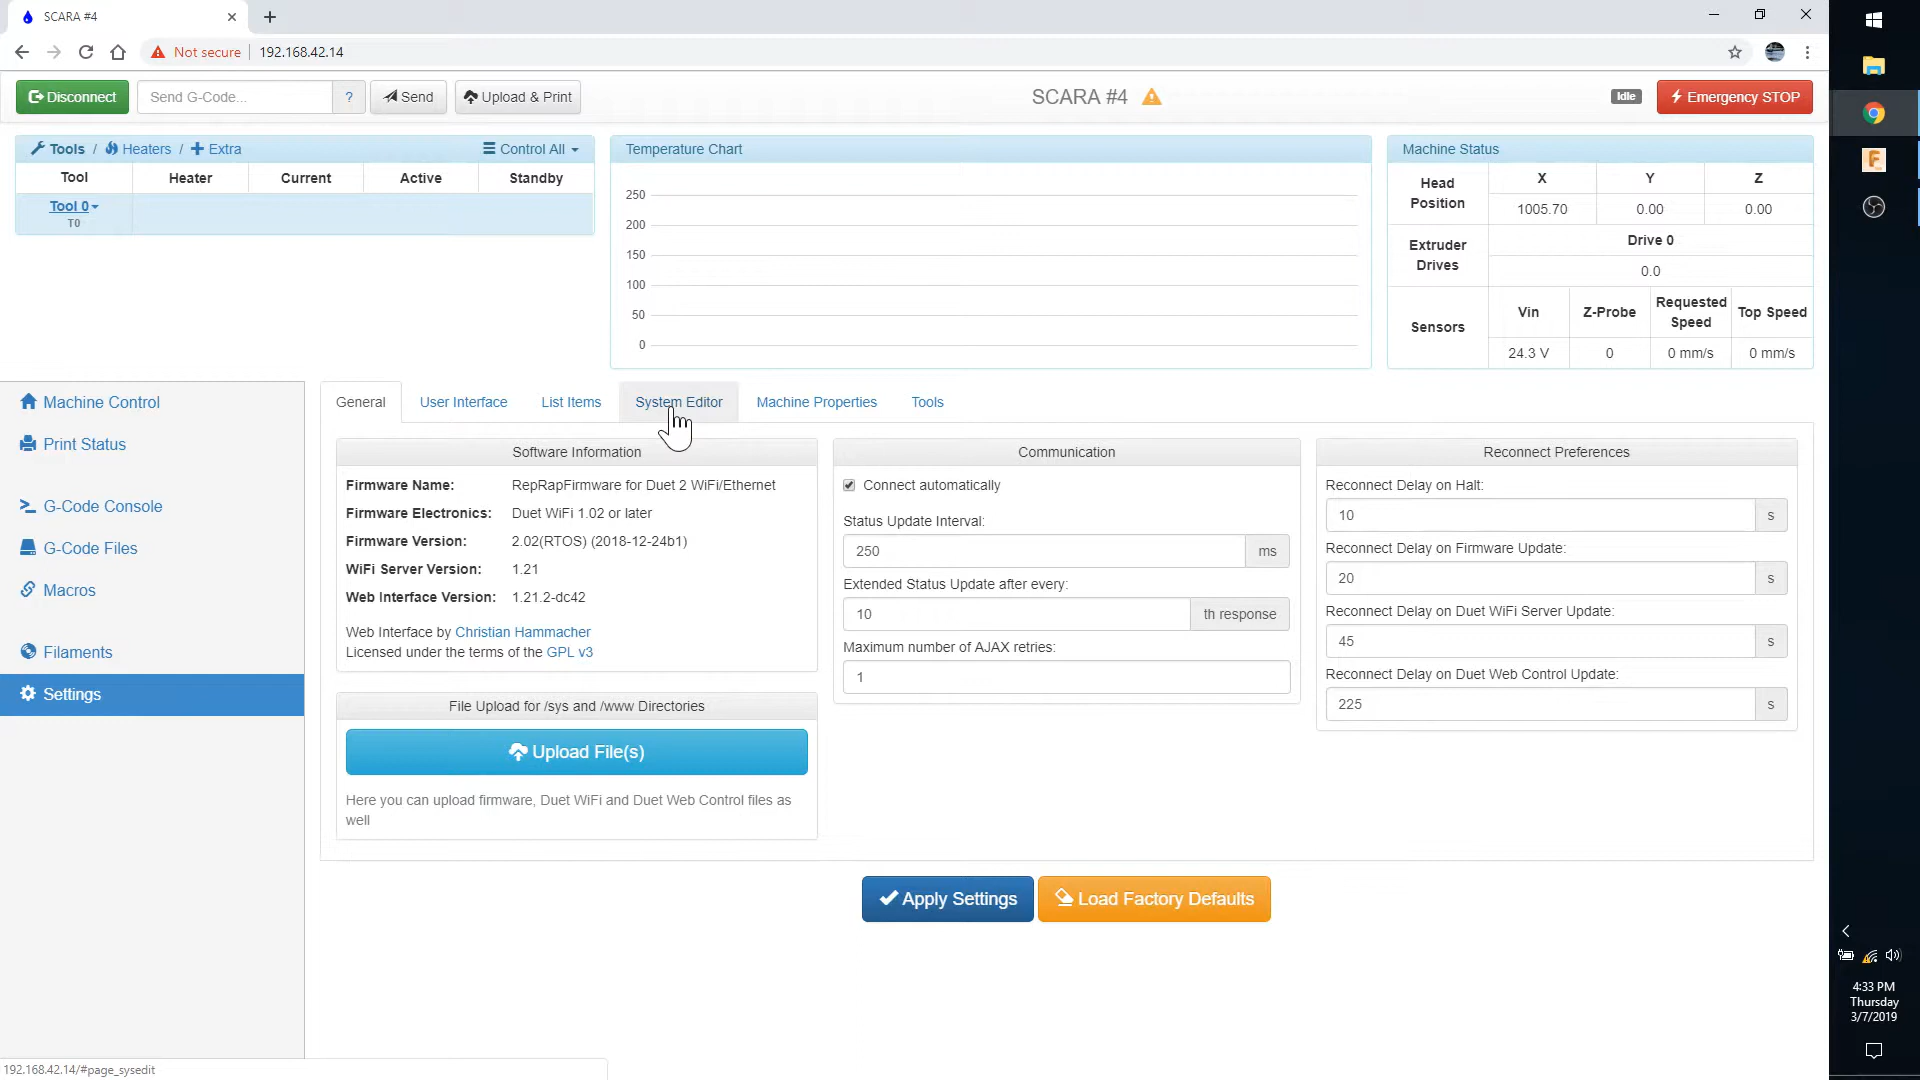 SCARA #4
Not secure 192.168.42.14
Disconnect Send G-Code... ? Send Upload & Print SCARA #4 Idle Emergency STOP
Tools / Heaters / Extra Control All
Tool Heater Current Active Standby
Tool 0
T0
Temperature Chart
250
200
150
100
50
0
Machine Status
Head Position X Y Z
1005.70 0.00 0.00
Extruder Drives Drive 0
0.0
Sensors Vin Z-Probe Requested Speed Top Speed
24.3 V 0 0 mm/s 0 mm/s
Machine Control
Print Status
G-Code Console
G-Code Files
Macros
Filaments
Settings
General User Interface List Items System Editor Machine Properties Tools
Software Information
Firmware Name: RepRapFirmware for Duet 2 WiFi/Ethernet
Firmware Electronics: Duet WiFi 1.02 or later
Firmware Version: 2.02(RTOS) (2018-12-24b1)
WiFi Server Version: 1.21
Web Interface Version: 1.21.2-dc42
Web Interface by Christian Hammacher
Licensed under the terms of the GPL v3
File Upload for /sys and /www Directories
Upload File(s)
Here you can upload firmware, Duet WiFi and Duet Web Control files as
well
Communication
Connect automatically
Status Update Interval:
250 ms
Extended Status Update after every:
10 th response
Maximum number of AJAX retries:
1
Reconnect Preferences
Reconnect Delay on Halt:
10 s
Reconnect Delay on Firmware Update:
20 s
Reconnect Delay on Duet WiFi Server Update:
45 s
Reconnect Delay on Duet Web Control Update:
225 s
Apply Settings Load Factory Defaults
192.168.42.14/#page_sysedit
4:33 PM
Thursday
3/7/2019